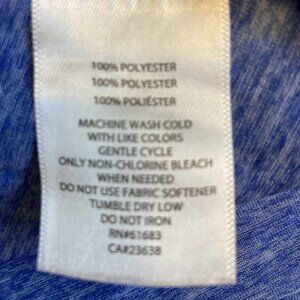 100% POLYESTER
100% POLYESTER
100% POLIÉSTER
MACHINE WASH COLD
WITH LIKE COLORS
GENTLE CYCLE
ONLY NON-CHLORINE BLEACH
WHEN NEEDED
DO NOT USE FABRIC SOFTENER
TUMBLE DRY LOW
DO NOT IRON
RN#61683
CA#23638